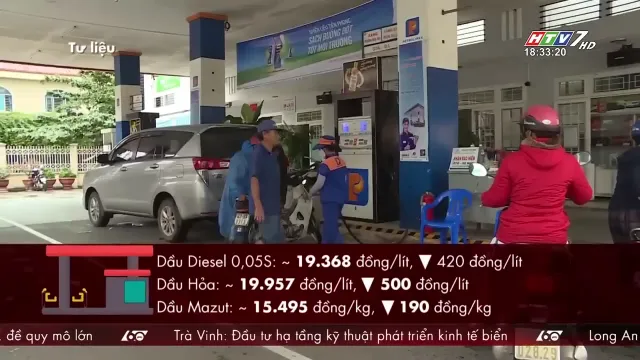 Tư liệu
HTV7 HD
18:33:20
Dầu Diesel 0,05S: ~ 19.368 đồng/lít, ▼ 420 đồng/lít
Dầu Hỏa: ~ 19.957 đồng/lít, ▼ 500 đồng/lít
Dầu Mazut: ~ 15.495 đồng/kg, ▼ 190 đồng/kg
đề quy mô lớn
Trà Vinh: Đầu tư hạ tầng kỹ thuật phát triển kinh tế biển
Long An